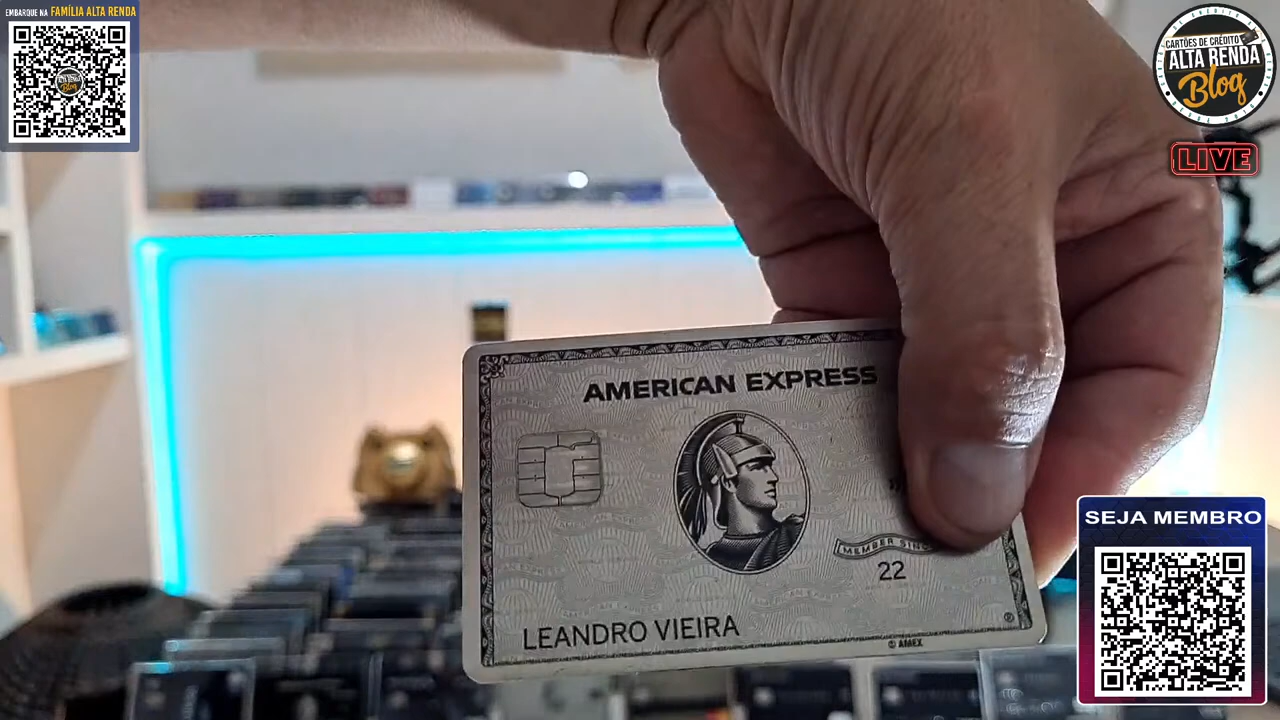 EMBARQUE NA FAMÍLIA ALTA RENDA
CARTÕES DE CRÉDITO
ALTA RENDA
Blog
LIVE
AMERICAN EXPRESS
MEMBER
22
LEANDRO VIEIRA
© AMEX
SEJA MEMBRO